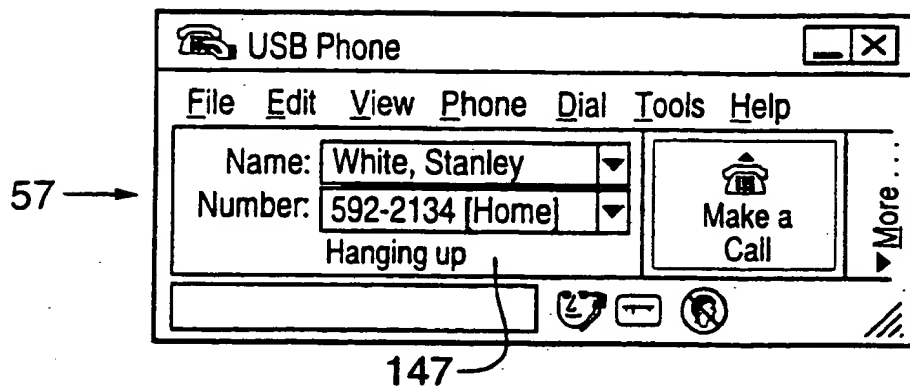 USB Phone
File Edit View Phone Dial Tools Help
Name: White, Stanley
Number: 592-2134 [Home]
Hanging up
Make a
Call
More...
57
147